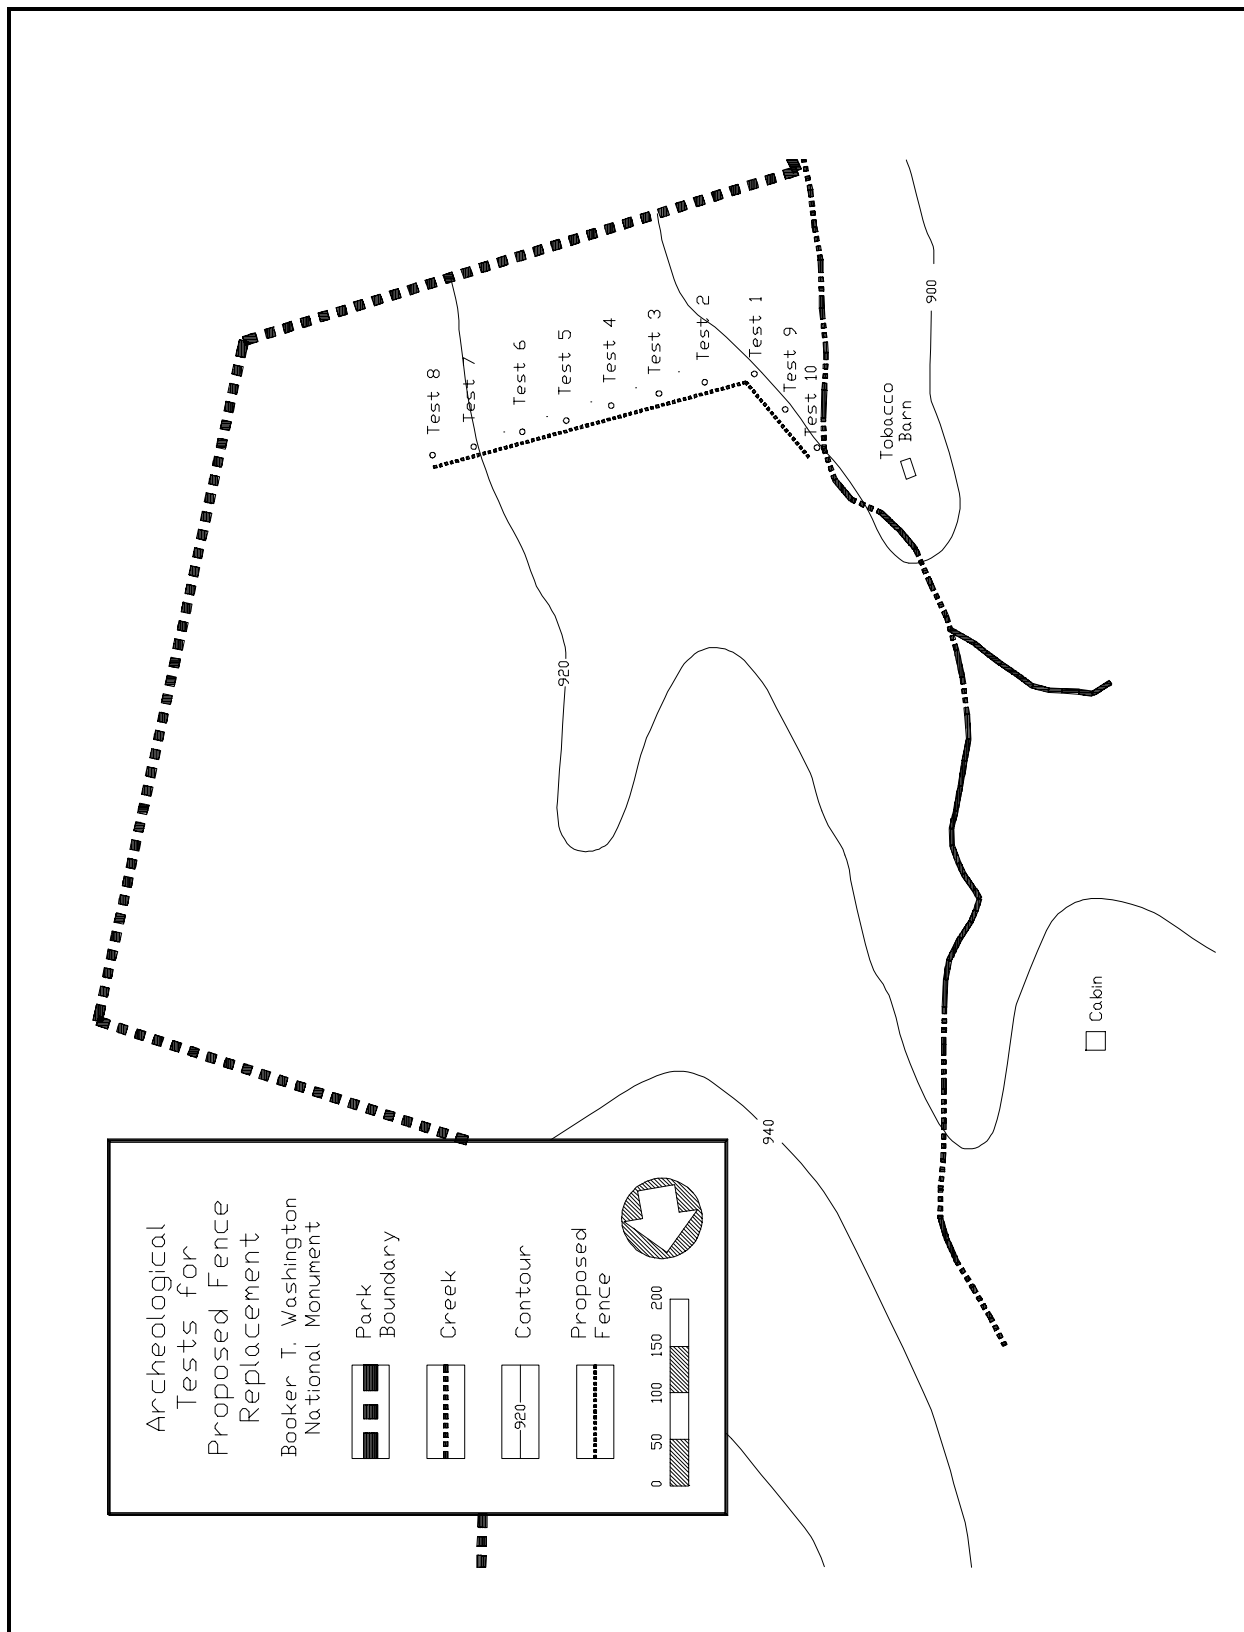 Archeological
Tests for
Proposed Fence
Replacement
Booker T. Washington
National Monument
Park
Boundary
Creek
920
Contour
Proposed
Fence
0 50 100 150 200
940
920
900
Test 8
Test 7
Test 6
Test 5
Test 4
Test 3
Test 2
Test 1
Test 9
Test 10
Tobacco
Barn
Cabin